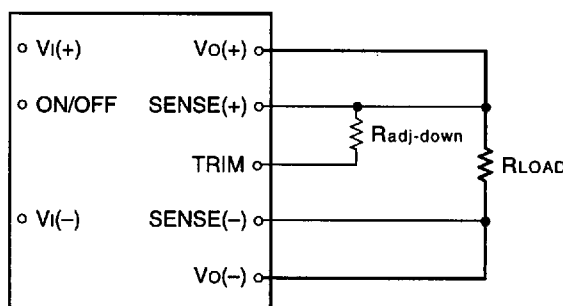 VI(+)
VO(+)
ON/OFF
SENSE(+)
Radj-down
TRIM
RLOAD
VI(–)
SENSE(–)
VO(–)